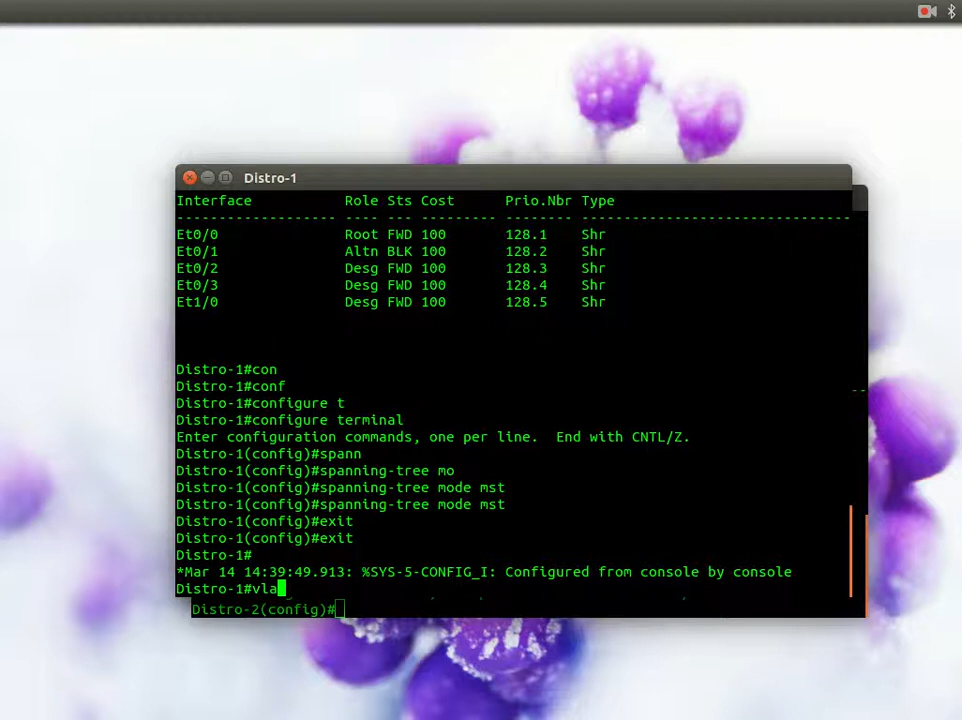 Distro-1
Interface Role Sts Cost Prio.Nbr Type
------------------- ---- --- --------- -------- --------------------------------
Et0/0 Root FWD 100 128.1 Shr
Et0/1 Altn BLK 100 128.2 Shr
Et0/2 Desg FWD 100 128.3 Shr
Et0/3 Desg FWD 100 128.4 Shr
Et1/0 Desg FWD 100 128.5 Shr
Distro-1#con
Distro-1#conf
Distro-1#configure t
Distro-1#configure terminal
Enter configuration commands, one per line.  End with CNTL/Z.
Distro-1(config)#spann
Distro-1(config)#spanning-tree mo
Distro-1(config)#spanning-tree mode mst
Distro-1(config)#spanning-tree mode mst
Distro-1(config)#exit
Distro-1(config)#exit
Distro-1#
*Mar 14 14:39:49.913: %SYS-5-CONFIG_I: Configured from console by console
Distro-1#vla
Distro-2(config)#